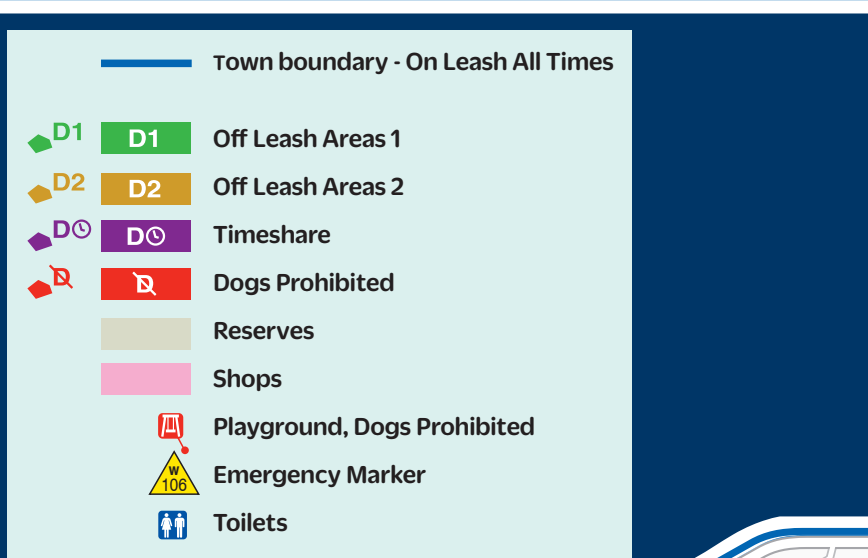 Town boundary - On Leash All Times
D1 D1 Off Leash Areas 1
D2 D2 Off Leash Areas 2
D D Timeshare
D D Dogs Prohibited
Reserves
Shops
Playground, Dogs Prohibited
W
106
Emergency Marker
Toilets